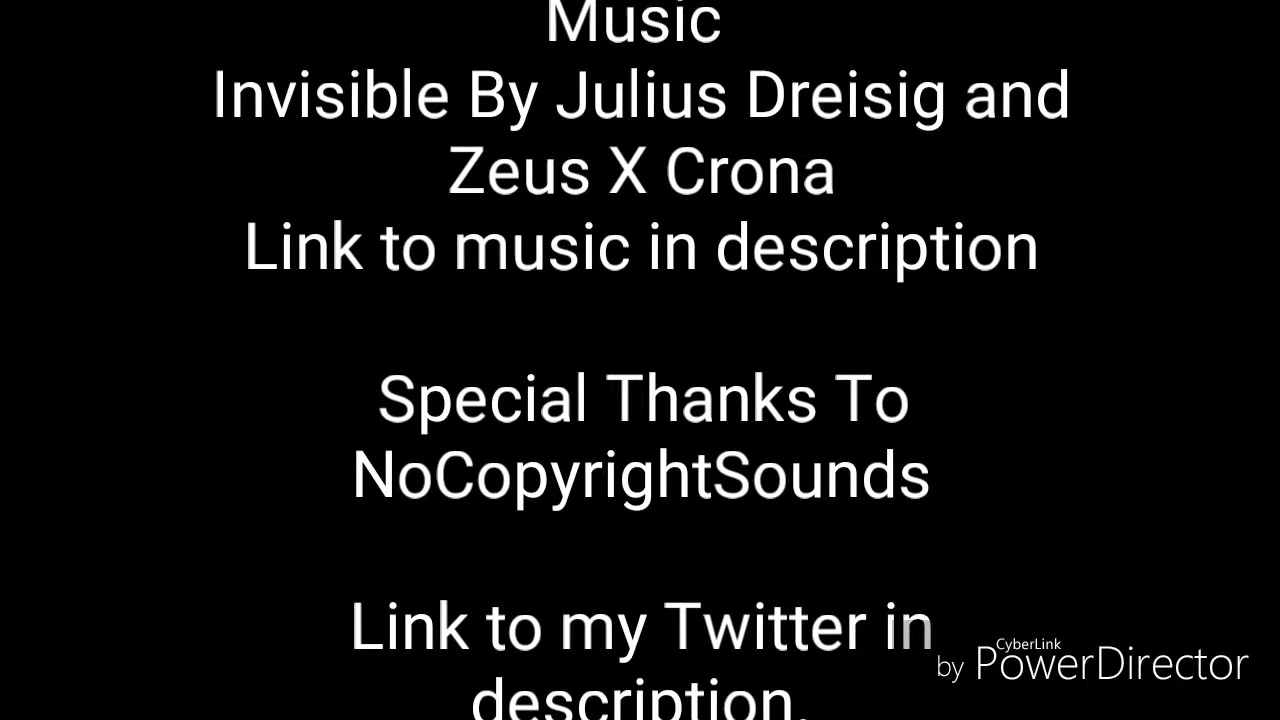 Music
Invisible By Julius Dreisig and
Zeus X Crona
Link to music in description
Special Thanks To
NoCopyrightSounds
Link to my Twitter in
description.
CyberLink
by PowerDirector